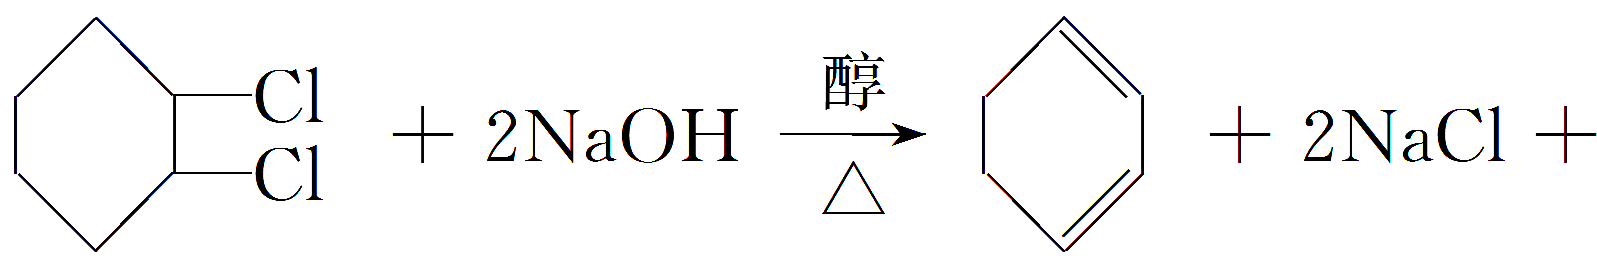 Cl
Cl
+ 2NaOH
醇
△
+ 2NaCl +